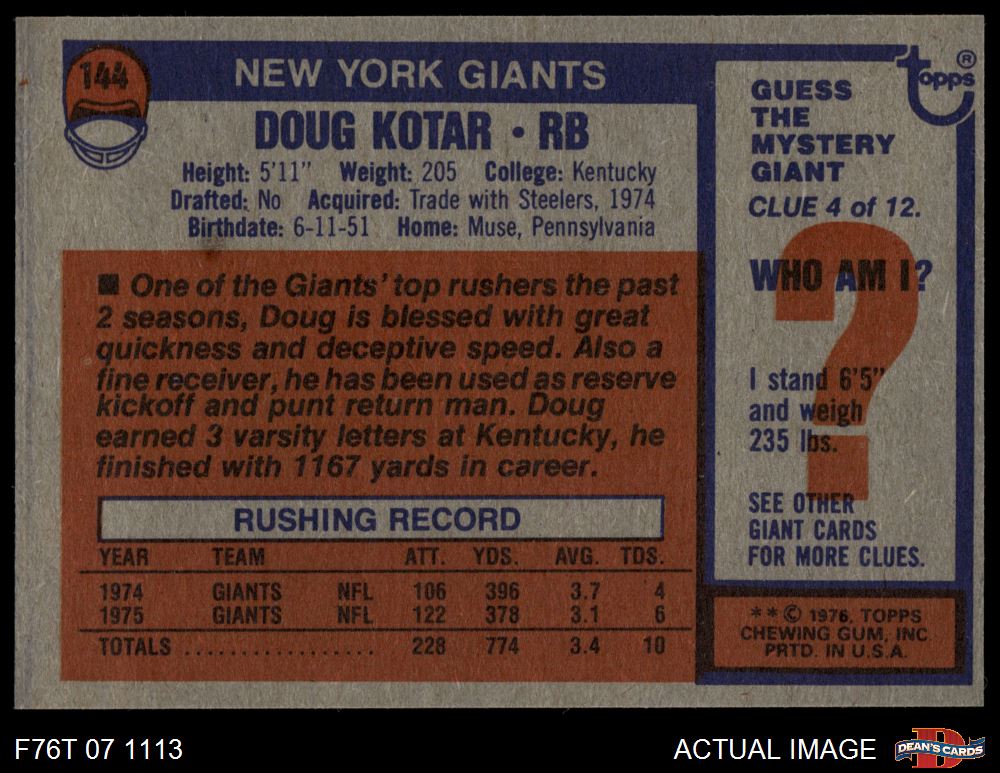 144
NEW YORK GIANTS
DOUG KOTAR • RB
Height: 5'11" Weight: 205 College: Kentucky
Drafted: No Acquired: Trade with Steelers, 1974
Birthdate: 6-11-51 Home: Muse, Pennsylvania
■ One of the Giants' top rushers the past
2 seasons, Doug is blessed with great
quickness and deceptive speed. Also a
fine receiver, he has been used as reserve
kickoff and punt return man. Doug
earned 3 varsity letters at Kentucky, he
finished with 1167 yards in career.
RUSHING RECORD
YEAR TEAM ATT. YDS. AVG. TDS.
1974 GIANTS NFL 106 396 3.7 4
1975 GIANTS NFL 122 378 3.1 6
TOTALS .................. 228 774 3.4 10
topps ®
GUESS
THE
MYSTERY
GIANT
CLUE 4 of 12.
WHO AM I?
?
I stand 6'5"
and weigh
235 lbs.
SEE OTHER
GIANT CARDS
FOR MORE CLUES.
** © 1976, TOPPS
CHEWING GUM, INC
PRTD. IN U.S.A.
F76T 07 1113
ACTUAL IMAGE
D
DEAN'S CARDS